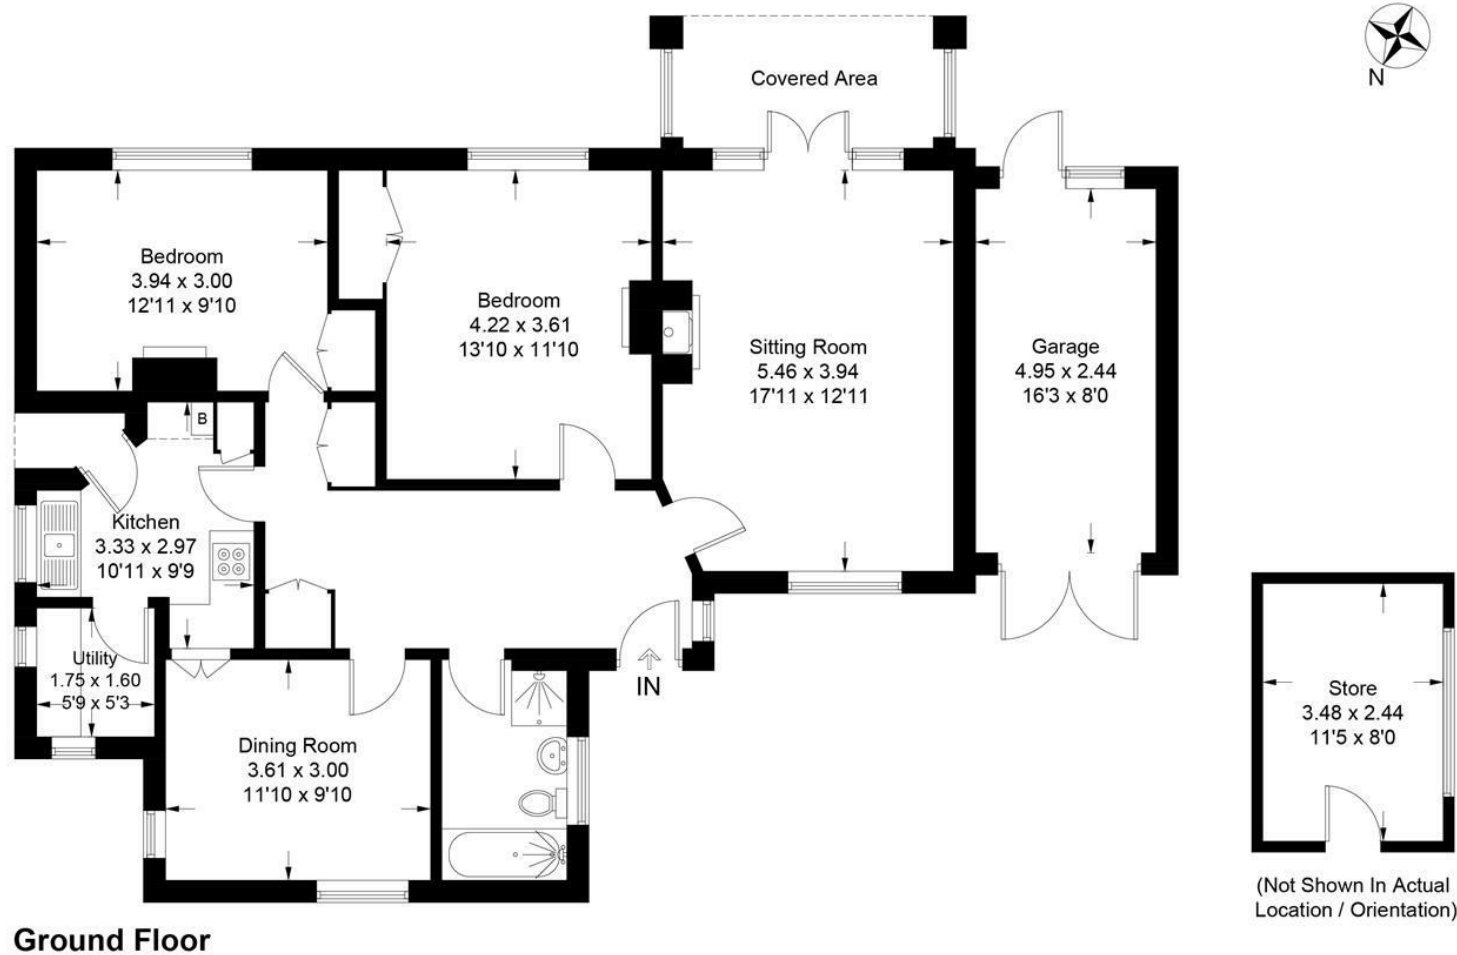 Covered Area
N
Bedroom
3.94 x 3.00
12'11 x 9'10
Bedroom
4.22 x 3.61
13'10 x 11'10
Sitting Room
5.46 x 3.94
17'11 x 12'11
Garage
4.95 x 2.44
16'3 x 8'0
B
Kitchen
3.33 x 2.97
10'11 x 9'9
Utility
1.75 x 1.60
5'9 x 5'3
IN
Dining Room
3.61 x 3.00
11'10 x 9'10
Store
3.48 x 2.44
11'5 x 8'0
(Not Shown In Actual
Location / Orientation)
Ground Floor